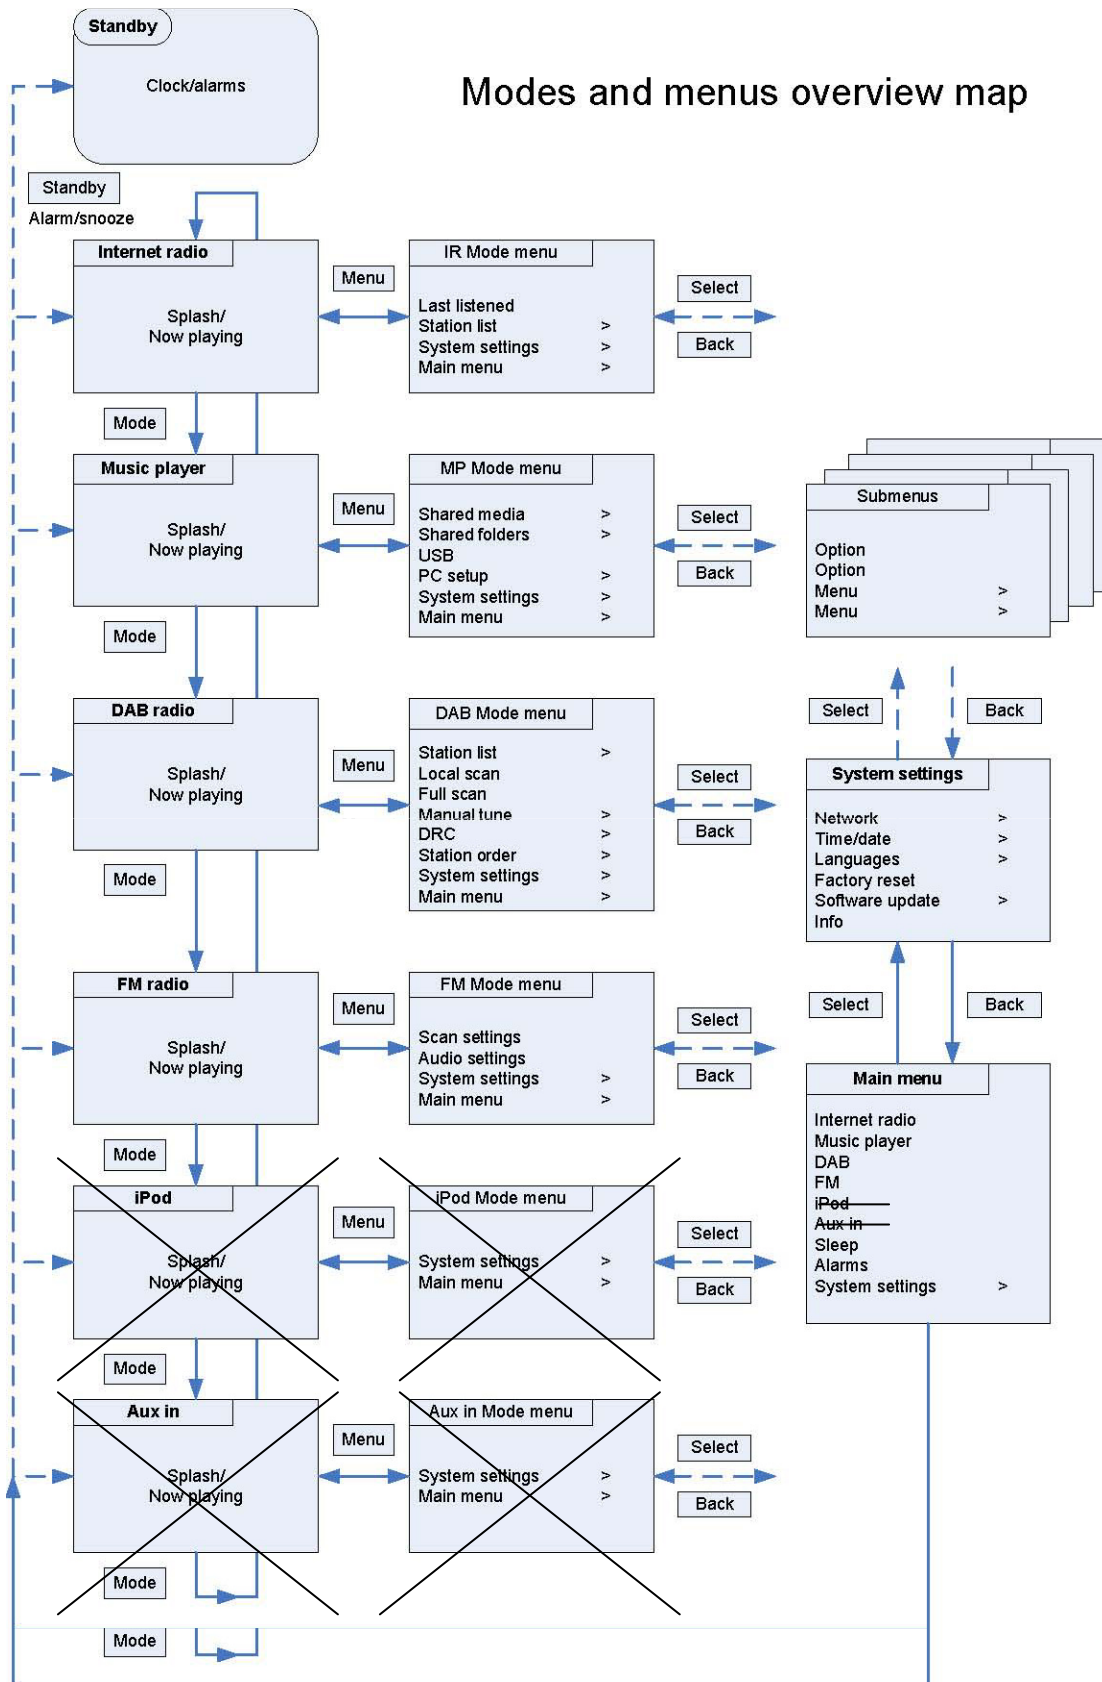 Standby
Clock/alarms
Modes and menus overview map
Standby
Alarm/snooze
Internet radio
Splash/
Now playing
Menu
IR Mode menu
Last listened
Station list >
System settings >
Main menu >
Select
Back
Mode
Music player
Splash/
Now playing
Menu
MP Mode menu
Shared media >
Shared folders >
USB
PC setup >
System settings >
Main menu >
Select
Back
Submenus
Option
Option
Menu >
Menu >
Mode
DAB radio
Splash/
Now playing
Menu
DAB Mode menu
Station list >
Local scan
Full scan
Manual tune >
DRC >
Station order >
System settings >
Main menu >
Select
Back
Select
Back
System settings
Network >
Time/date >
Languages >
Factory reset
Software update >
Info
Mode
FM radio
Splash/
Now playing
Menu
FM Mode menu
Scan settings
Audio settings
System settings >
Main menu >
Select
Back
Select
Back
Main menu
Internet radio
Music player
DAB
FM
iPod
Aux in
Sleep
Alarms
System settings >
Mode
iPod
Splash/
Now playing
Menu
iPod Mode menu
System settings >
Main menu >
Select
Back
Mode
Aux in
Splash/
Now playing
Menu
Aux in Mode menu
System settings >
Main menu >
Select
Back
Mode
Mode